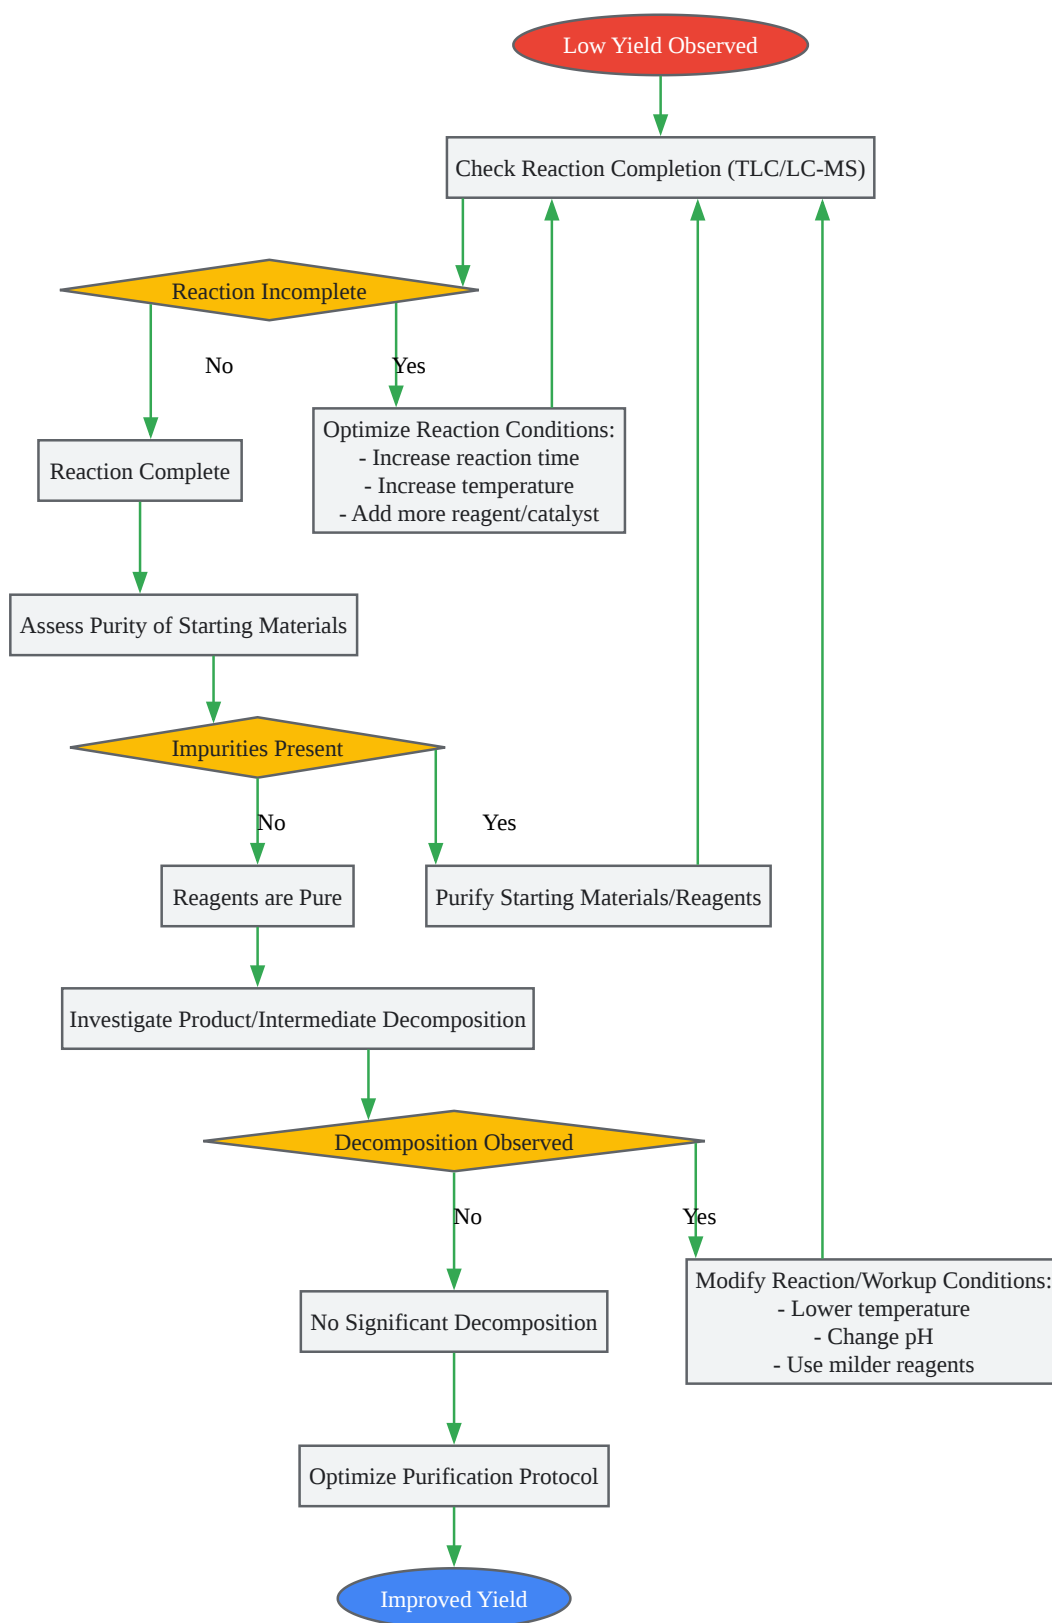 Low Yield Observed
Check Reaction Completion (TLC/LC-MS)
Reaction Incomplete
No
Yes
Optimize Reaction Conditions:
- Increase reaction time
- Increase temperature
- Add more reagent/catalyst
Reaction Complete
Assess Purity of Starting Materials
Impurities Present
No
Yes
Reagents are Pure
Purify Starting Materials/Reagents
Investigate Product/Intermediate Decomposition
Decomposition Observed
No
Yes
Modify Reaction/Workup Conditions:
- Lower temperature
- Change pH
- Use milder reagents
No Significant Decomposition
Optimize Purification Protocol
Improved Yield